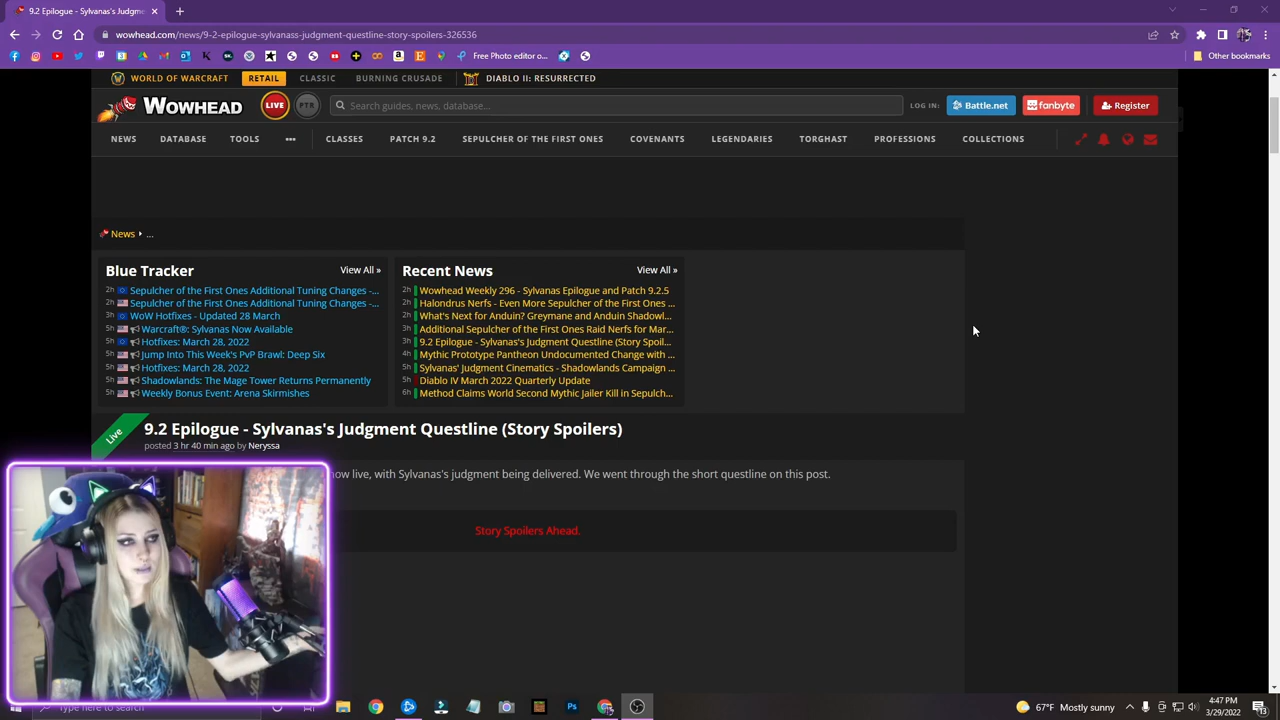 9.2 Epilogue - Sylvanas's Judgm
wowhead.com/news/9-2-epilogue-sylvanass-judgment-questline-story-spoilers-326536
Free Photo editor o...
Other bookmarks
WORLD OF WARCRAFT RETAIL CLASSIC BURNING CRUSADE DIABLO II: RESURRECTED
WOWHEAD LIVE PTR Search guides, news, database... LOG IN: Battle.net fanbyte Register
NEWS DATABASE TOOLS ••• CLASSES PATCH 9.2 SEPULCHER OF THE FIRST ONES COVENANTS LEGENDARIES TORGHAST PROFESSIONS COLLECTIONS
News ...
Blue Tracker View All »
2h Sepulcher of the First Ones Additional Tuning Changes -...
2h Sepulcher of the First Ones Additional Tuning Changes -...
3h WoW Hotfixes - Updated 28 March
5h Warcraft®: Sylvanas Now Available
5h Hotfixes: March 28, 2022
5h Jump Into This Week's PvP Brawl: Deep Six
5h Hotfixes: March 28, 2022
5h Shadowlands: The Mage Tower Returns Permanently
5h Weekly Bonus Event: Arena Skirmishes
Recent News View All »
2h Wowhead Weekly 296 - Sylvanas Epilogue and Patch 9.2.5
2h Halondrus Nerfs - Even More Sepulcher of the First Ones ...
2h What's Next for Anduin? Greymane and Anduin Shadowl...
3h Additional Sepulcher of the First Ones Raid Nerfs for Mar...
3h 9.2 Epilogue - Sylvanas's Judgment Questline (Story Spoil...
4h Mythic Prototype Pantheon Undocumented Change with ...
5h Sylvanas' Judgment Cinematics - Shadowlands Campaign ...
5h Diablo IV March 2022 Quarterly Update
6h Method Claims World Second Mythic Jailer Kill in Sepulch...
Live
9.2 Epilogue - Sylvanas's Judgment Questline (Story Spoilers)
posted 3 hr 40 min ago by Neryssa
now live, with Sylvanas's judgment being delivered. We went through the short questline on this post.
Story Spoilers Ahead.
Type here to search
67°F Mostly sunny
4:47 PM
3/29/2022